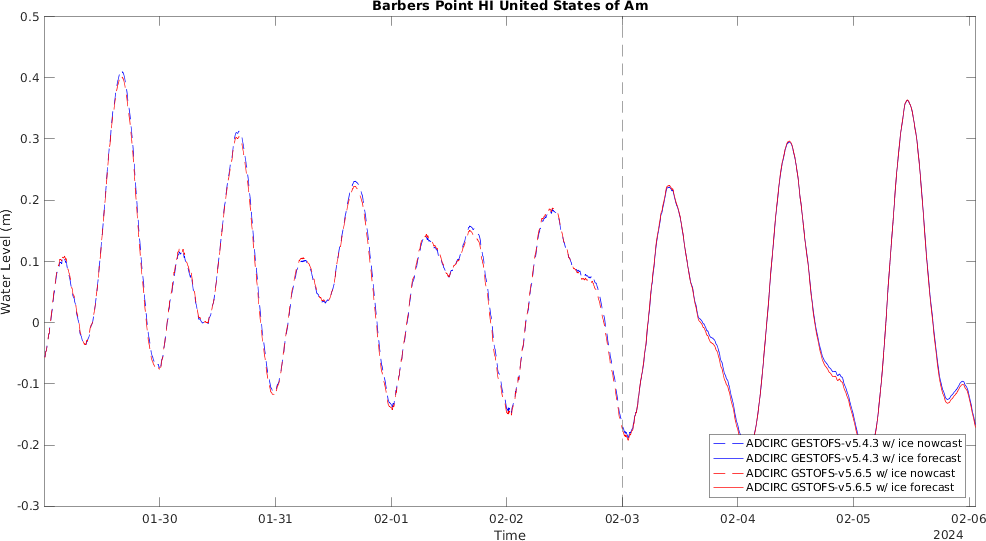 Barbers Point HI United States of Am
0.5
0.4
0.3
0.2
0.1
0
-0.1
-0.2
-0.3
Water Level (m)
01-30 01-31 02-01 02-02 02-03 02-04 02-05 02-06
Time
2024
ADCIRC GESTOFS-v5.4.3 w/ ice nowcast
ADCIRC GESTOFS-v5.4.3 w/ ice forecast
ADCIRC GSTOFS-v5.6.5 w/ ice nowcast
ADCIRC GSTOFS-v5.6.5 w/ ice forecast